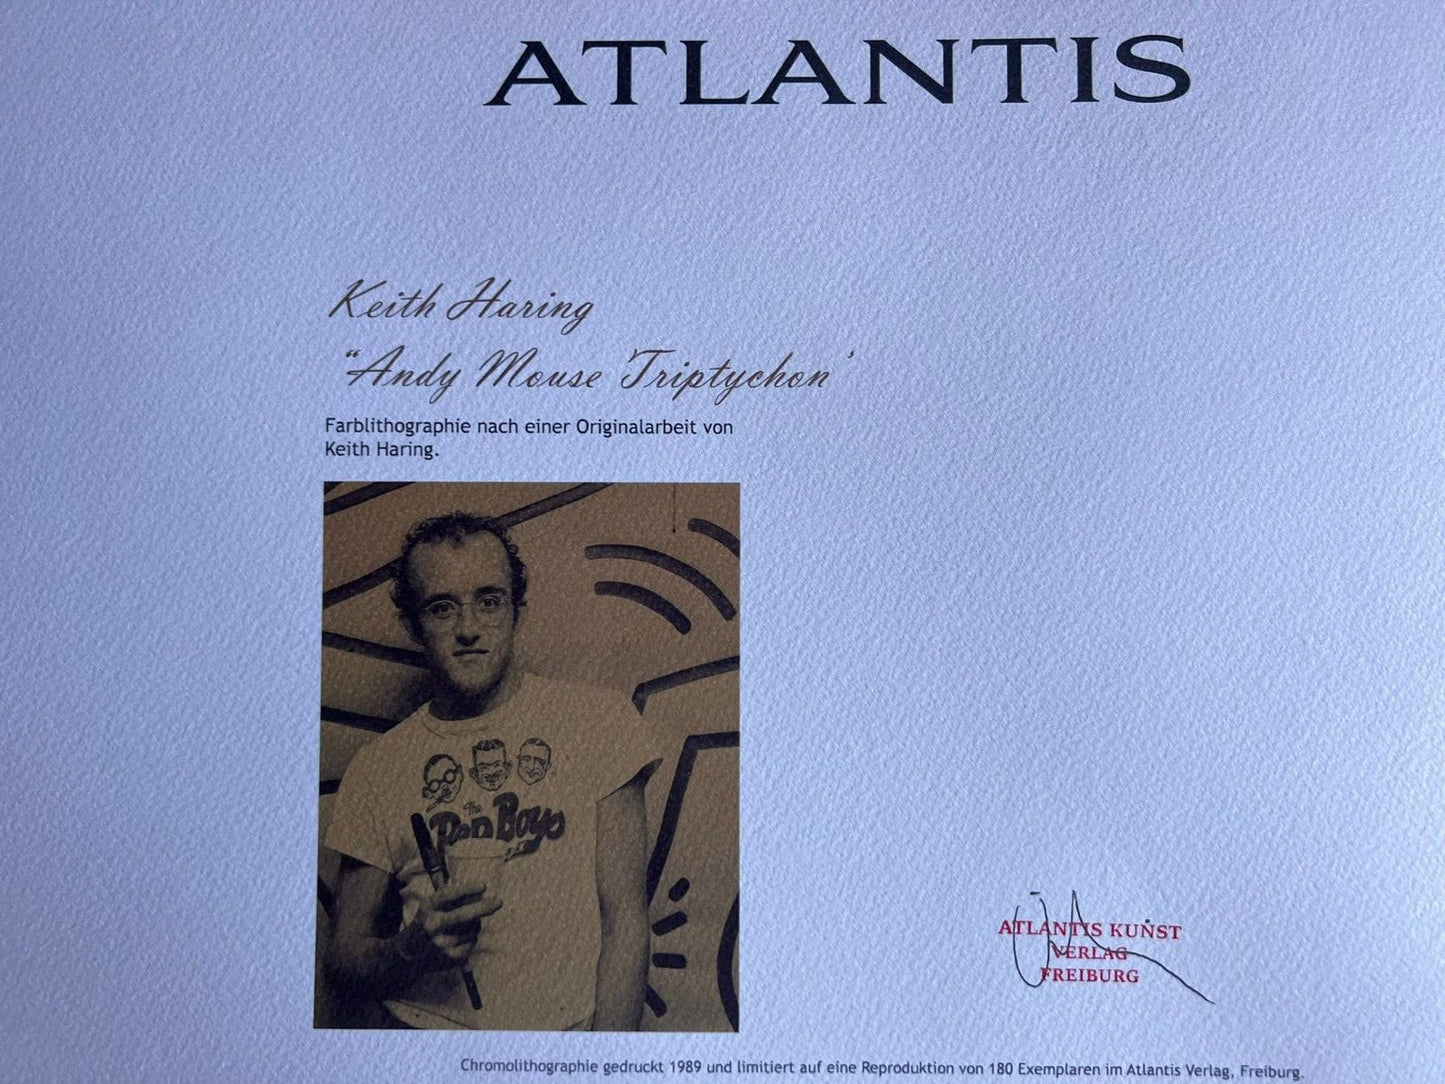 ATLANTIS
Keith Haring
“Andy Mouse Triptychon’
Farblithographie nach einer Originalarbeit von
Keith Haring.
The
Pen Boys
ATLANTIS KUNST
VERLAG
FREIBURG
Chromolithographie gedruckt 1989 und limitiert auf eine Reproduktion von 180 Exemplaren im Atlantis Verlag, Freiburg.